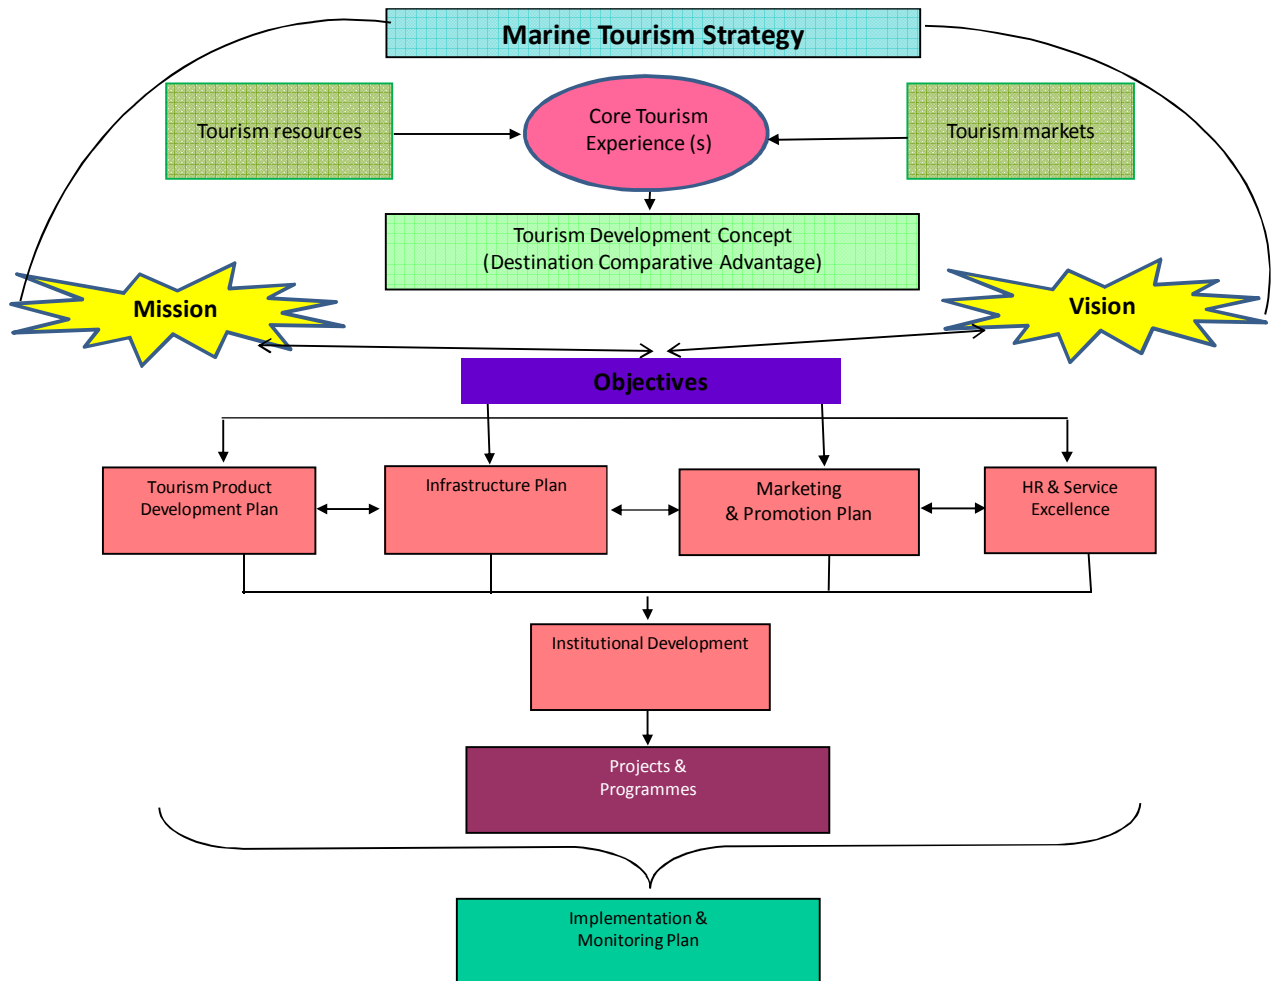 Marine Tourism Strategy
Tourism resources
Core Tourism
Experience (s)
Tourism markets
Tourism Development Concept
(Destination Comparative Advantage)
Mission
Vision
Objectives
Tourism Product
Development Plan
Infrastructure Plan
Marketing
& Promotion Plan
HR & Service
Excellence
Institutional Development
Projects &
Programmes
Implementation &
Monitoring Plan